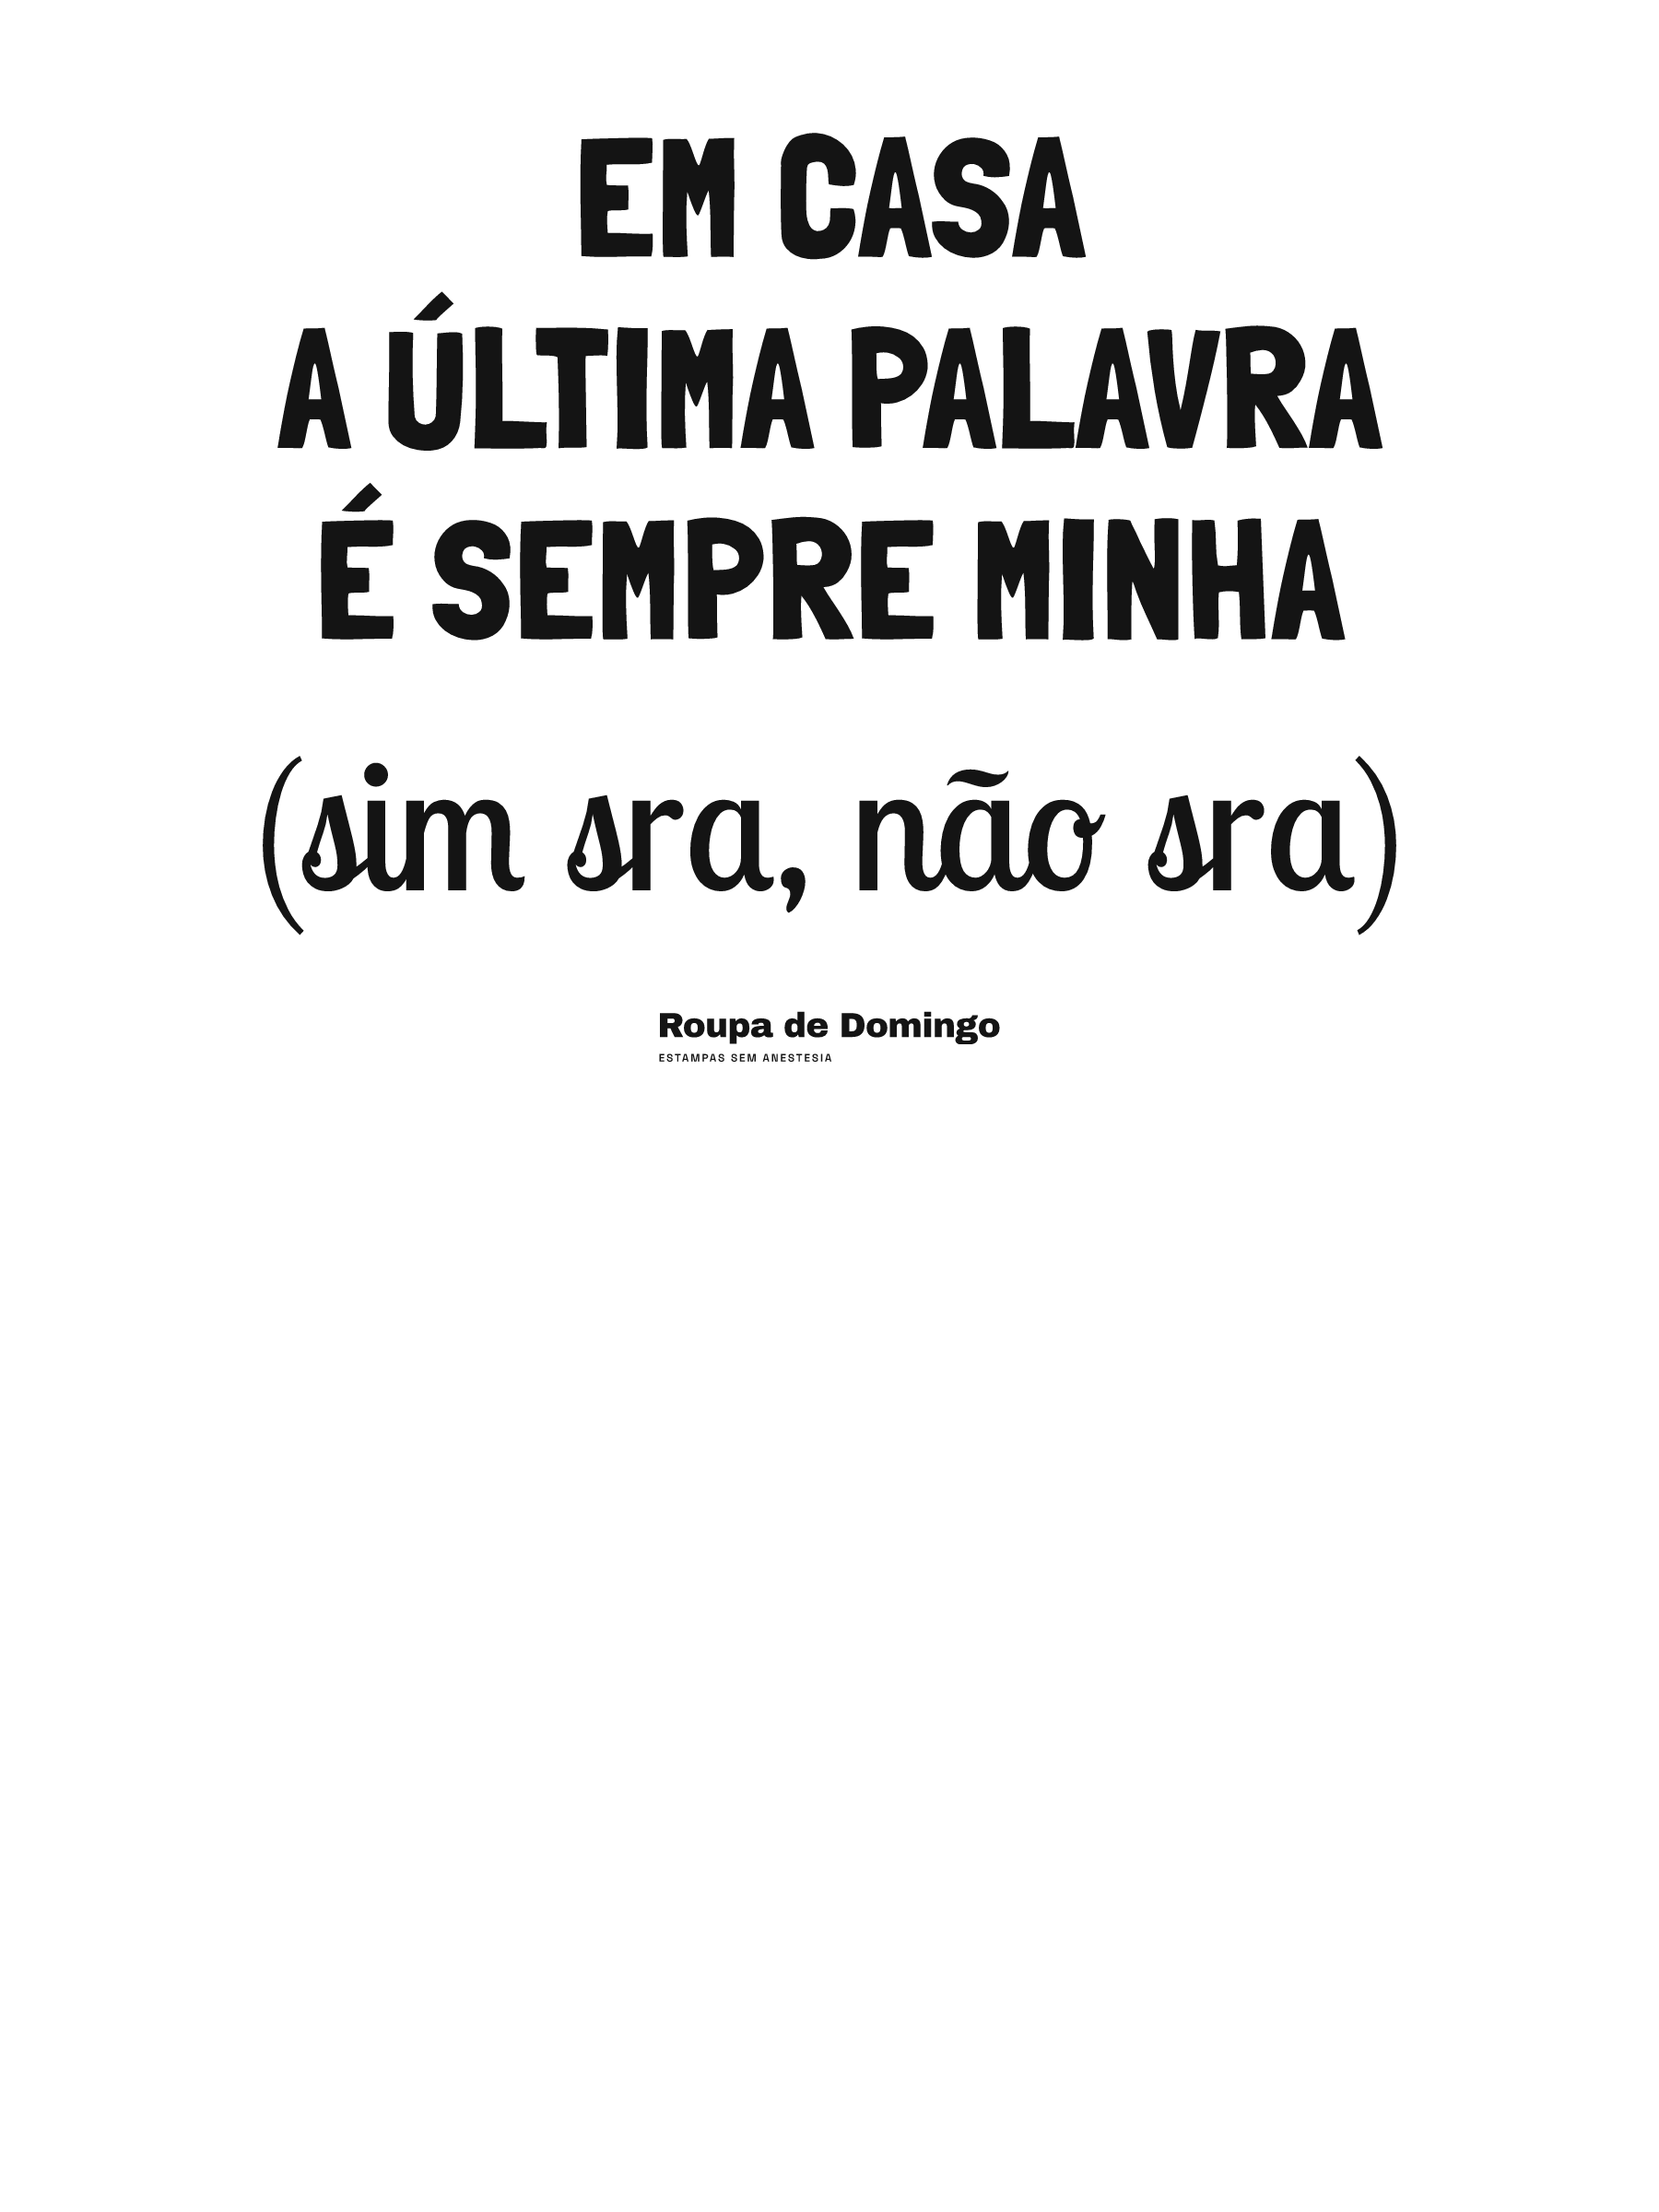 EM CASA
A ÚLTIMA PALAVRA
É SEMPRE MINHA
(sim sra, não sra)
Roupa de Domingo
ESTAMPAS SEM ANESTESIA